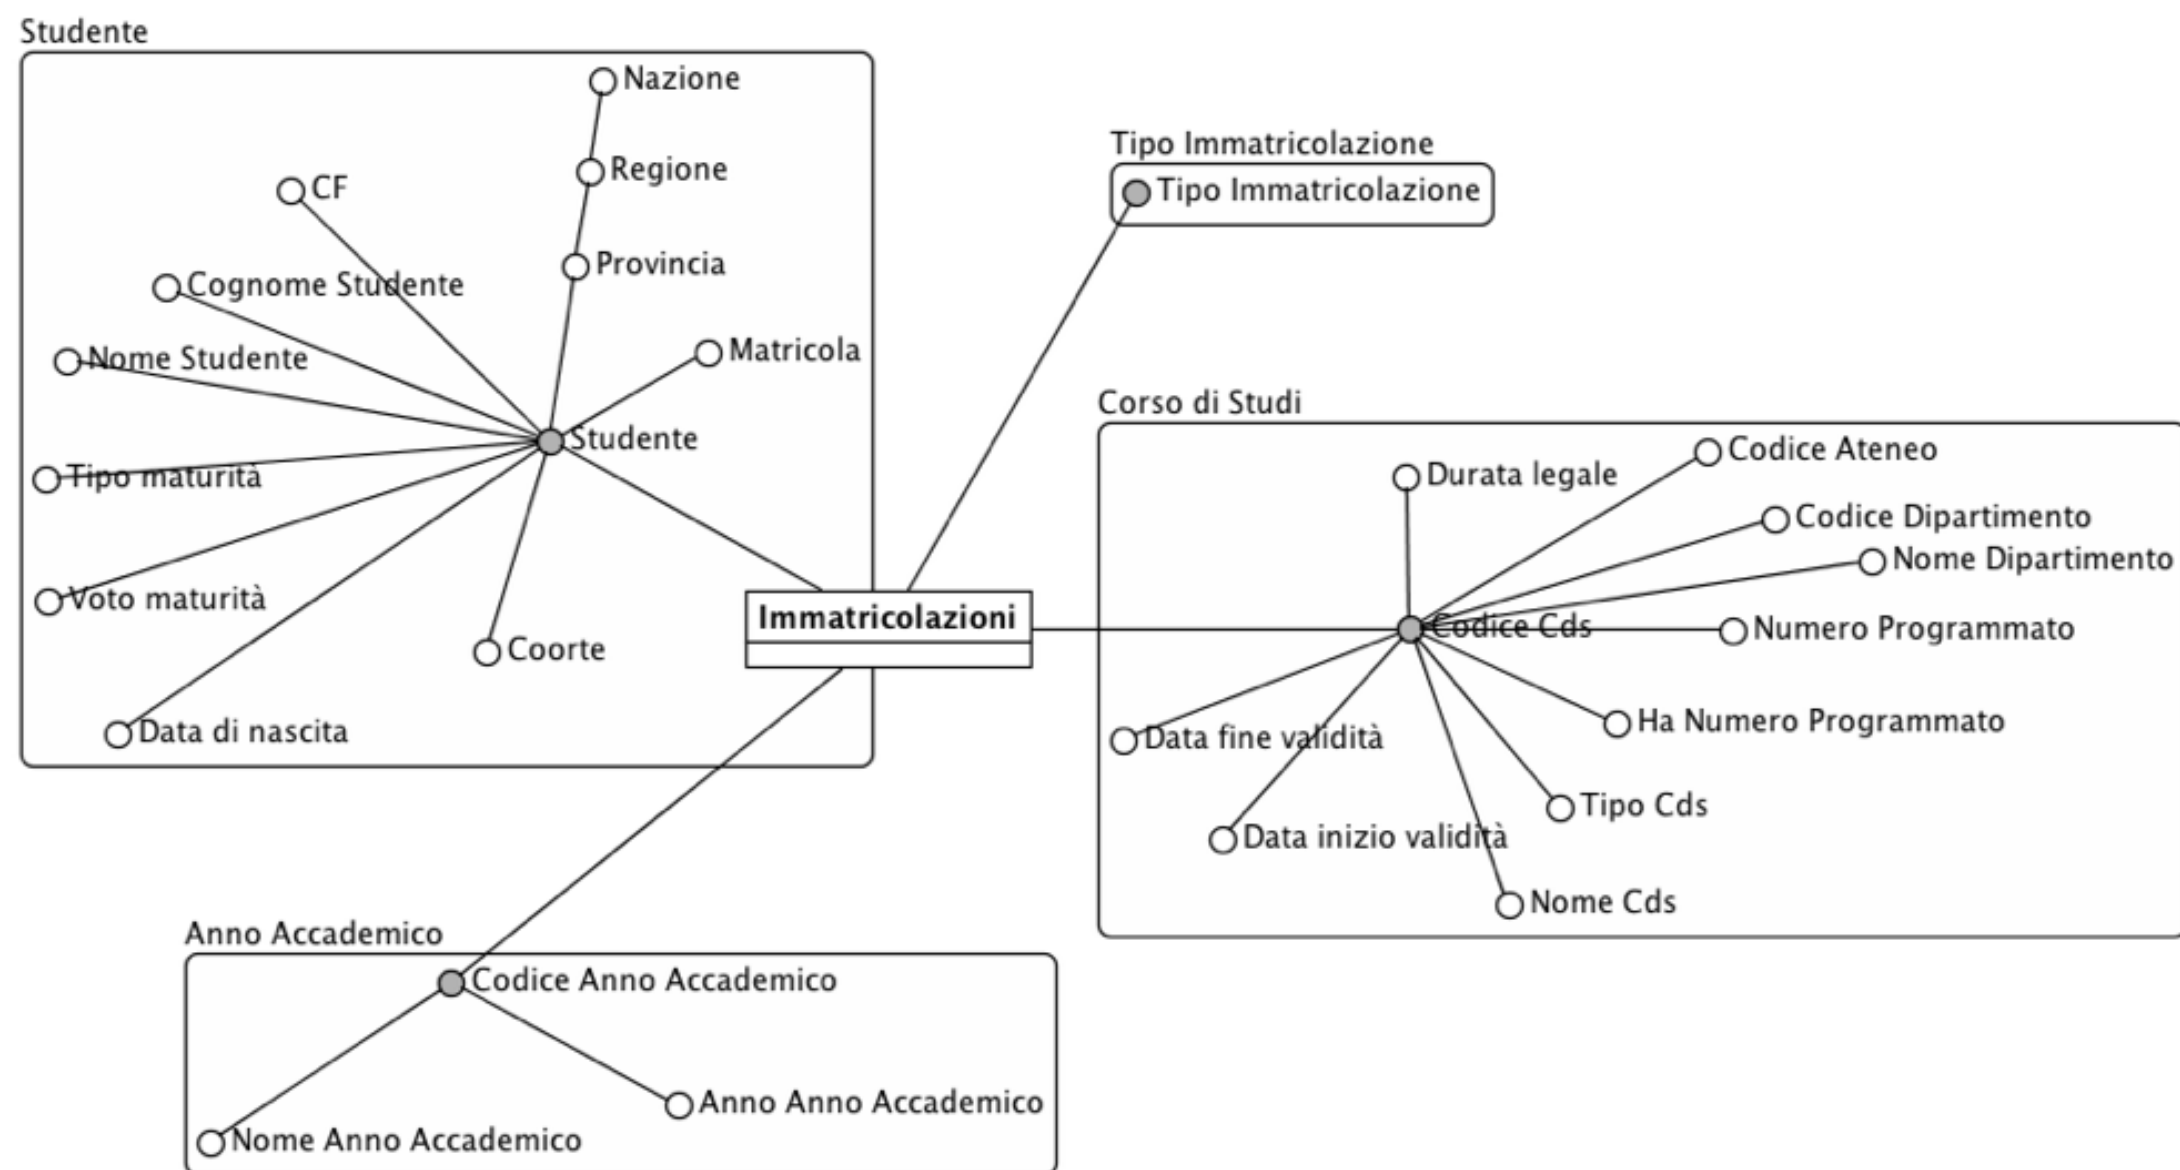 Studente
Nazione
Regione
CF
Provincia
Cognome Studente
Matricola
Nome Studente
Studente
Tipo maturità
Voto maturità
Coorte
Data di nascita
Immatricolazioni
Tipo Immatricolazione
Tipo Immatricolazione
Corso di Studi
Codice Ateneo
Durata legale
Codice Dipartimento
Nome Dipartimento
Codice Cds
Numero Programmato
Ha Numero Programmato
Data fine validità
Tipo Cds
Data inizio validità
Nome Cds
Anno Accademico
Codice Anno Accademico
Anno Anno Accademico
Nome Anno Accademico